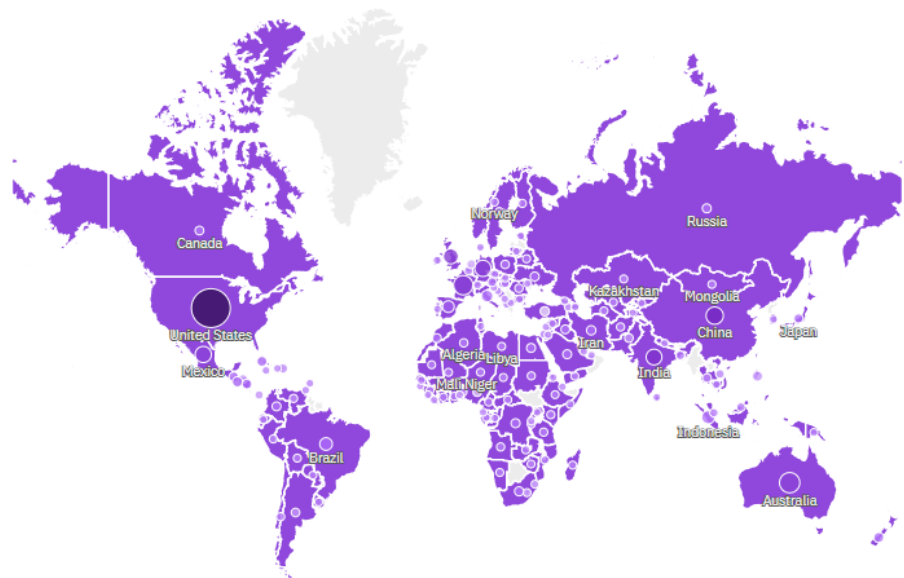 Norway
Russia
Canada
Kazakhstan
Mongolia
United States
China
Japan
Algeria
Libya
Iran
Mexico
India
Mali
Niger
Indonesia
Brazil
Australia